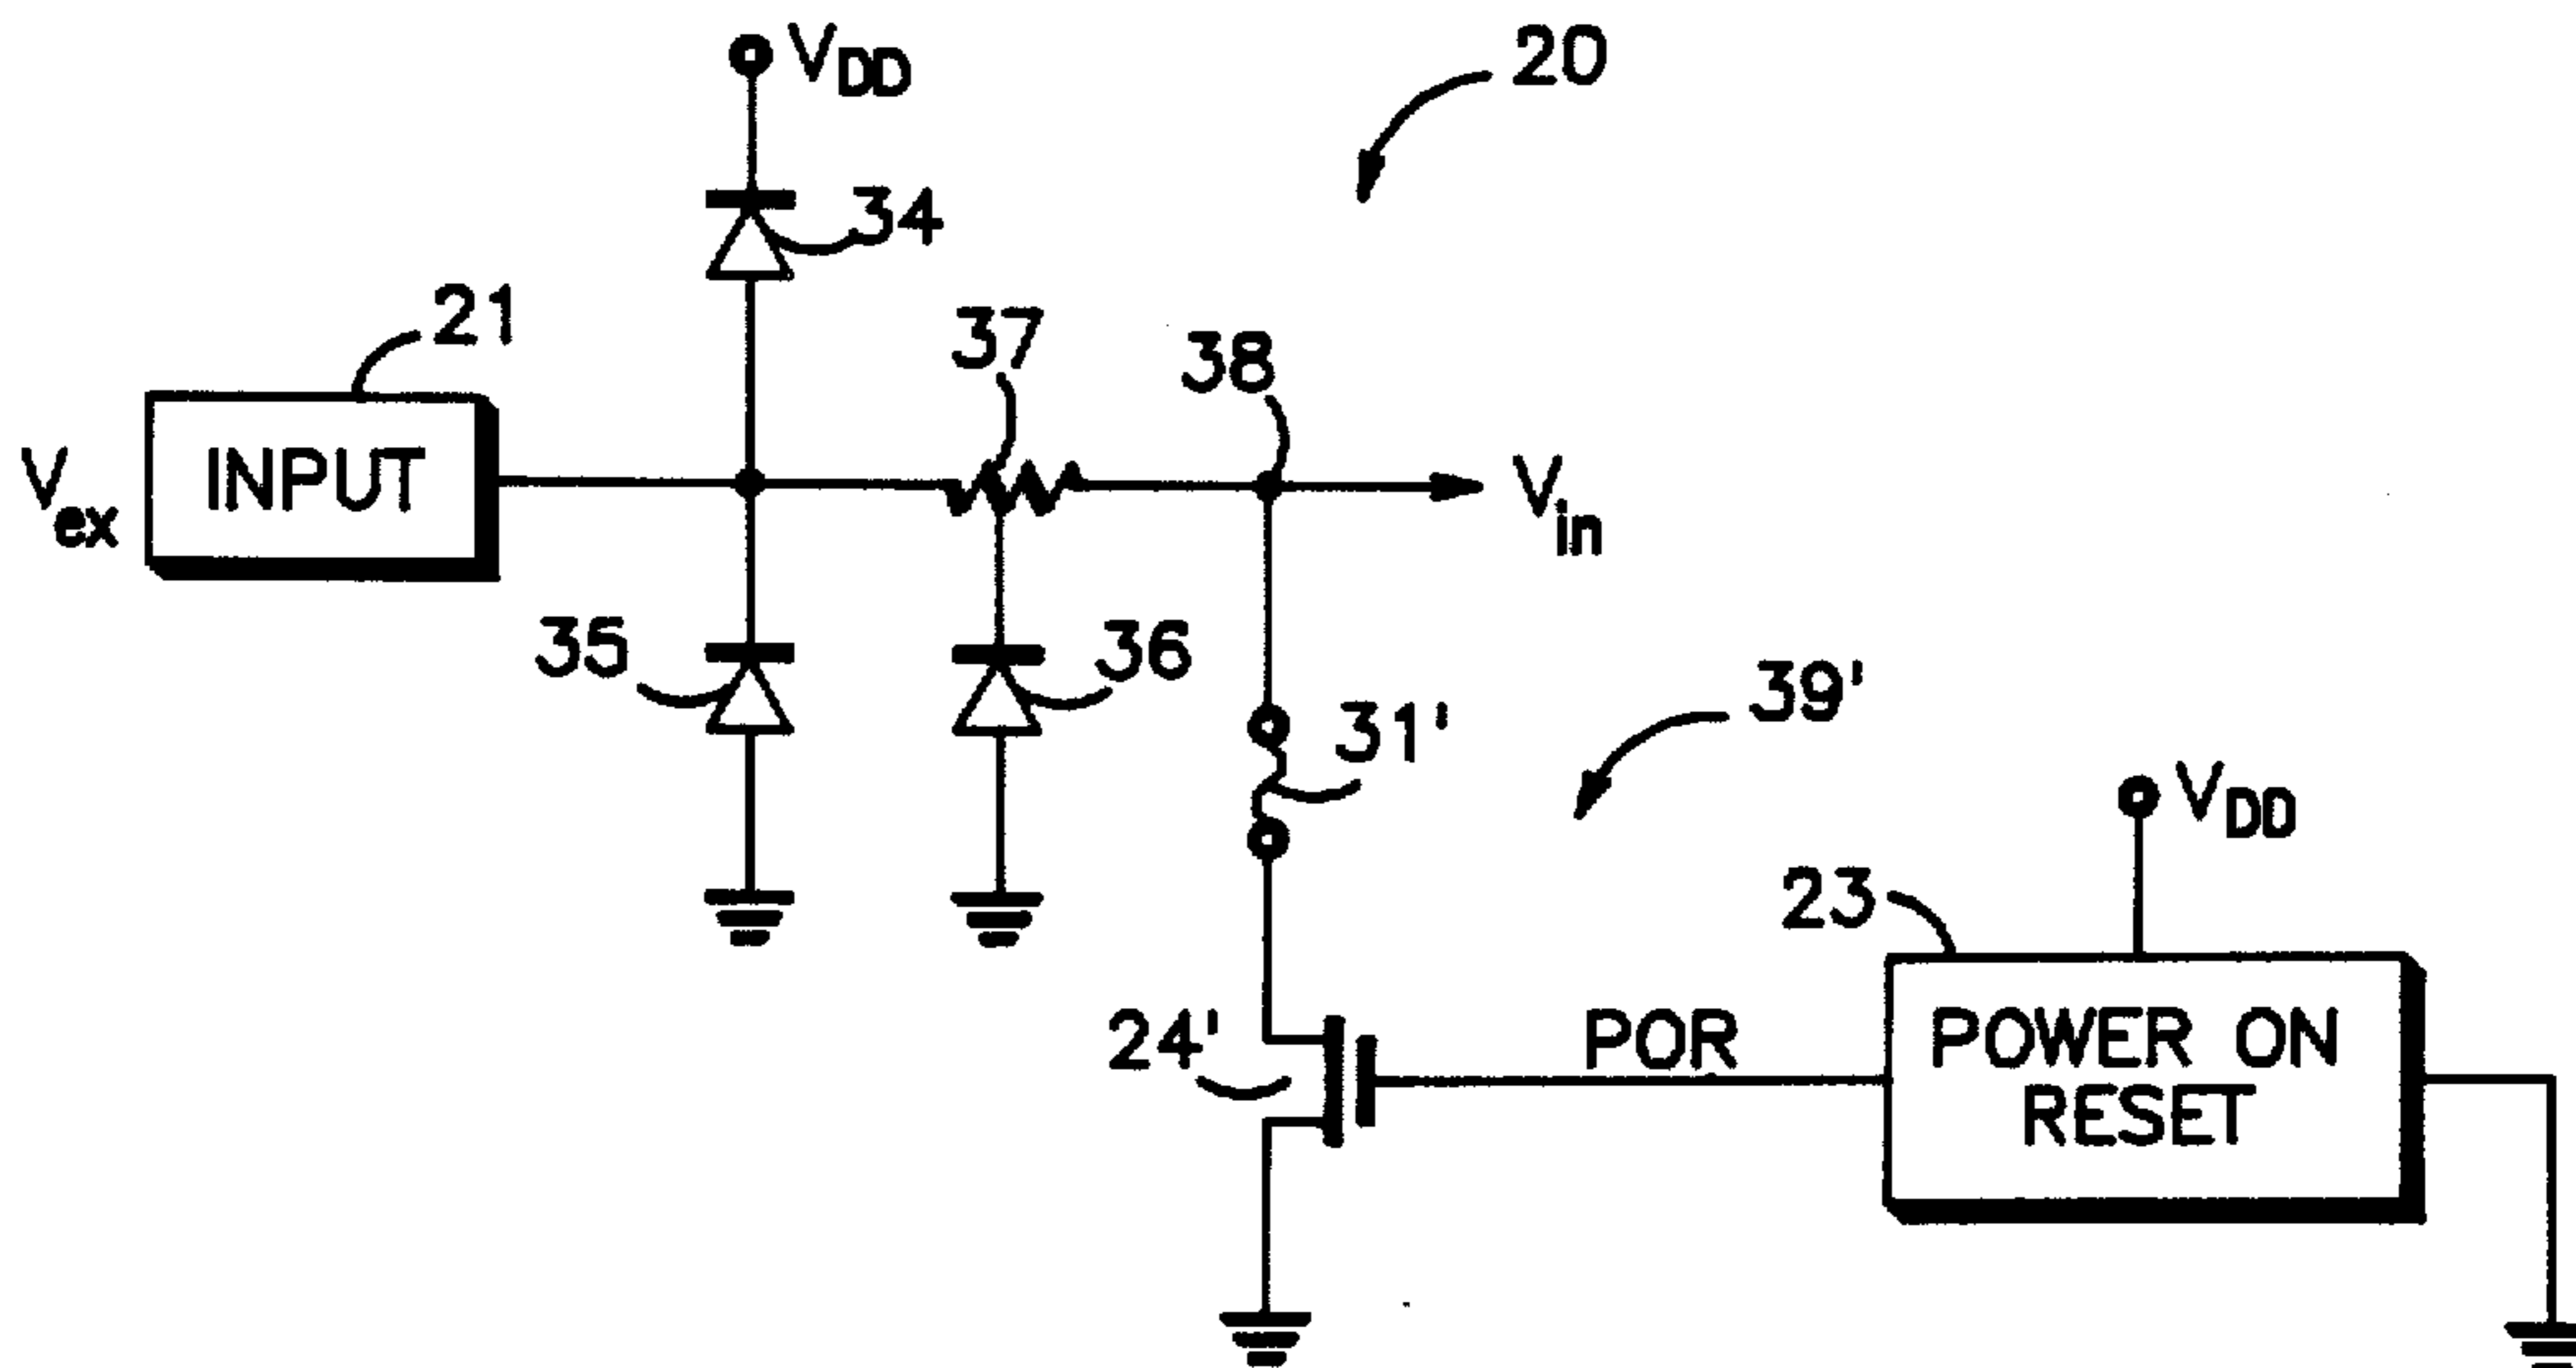 V_DD
20
34
21
37
38
V_ex
INPUT
V_in
35
36
39'
31'
V_DD
23
24'
POR
POWER ON
RESET